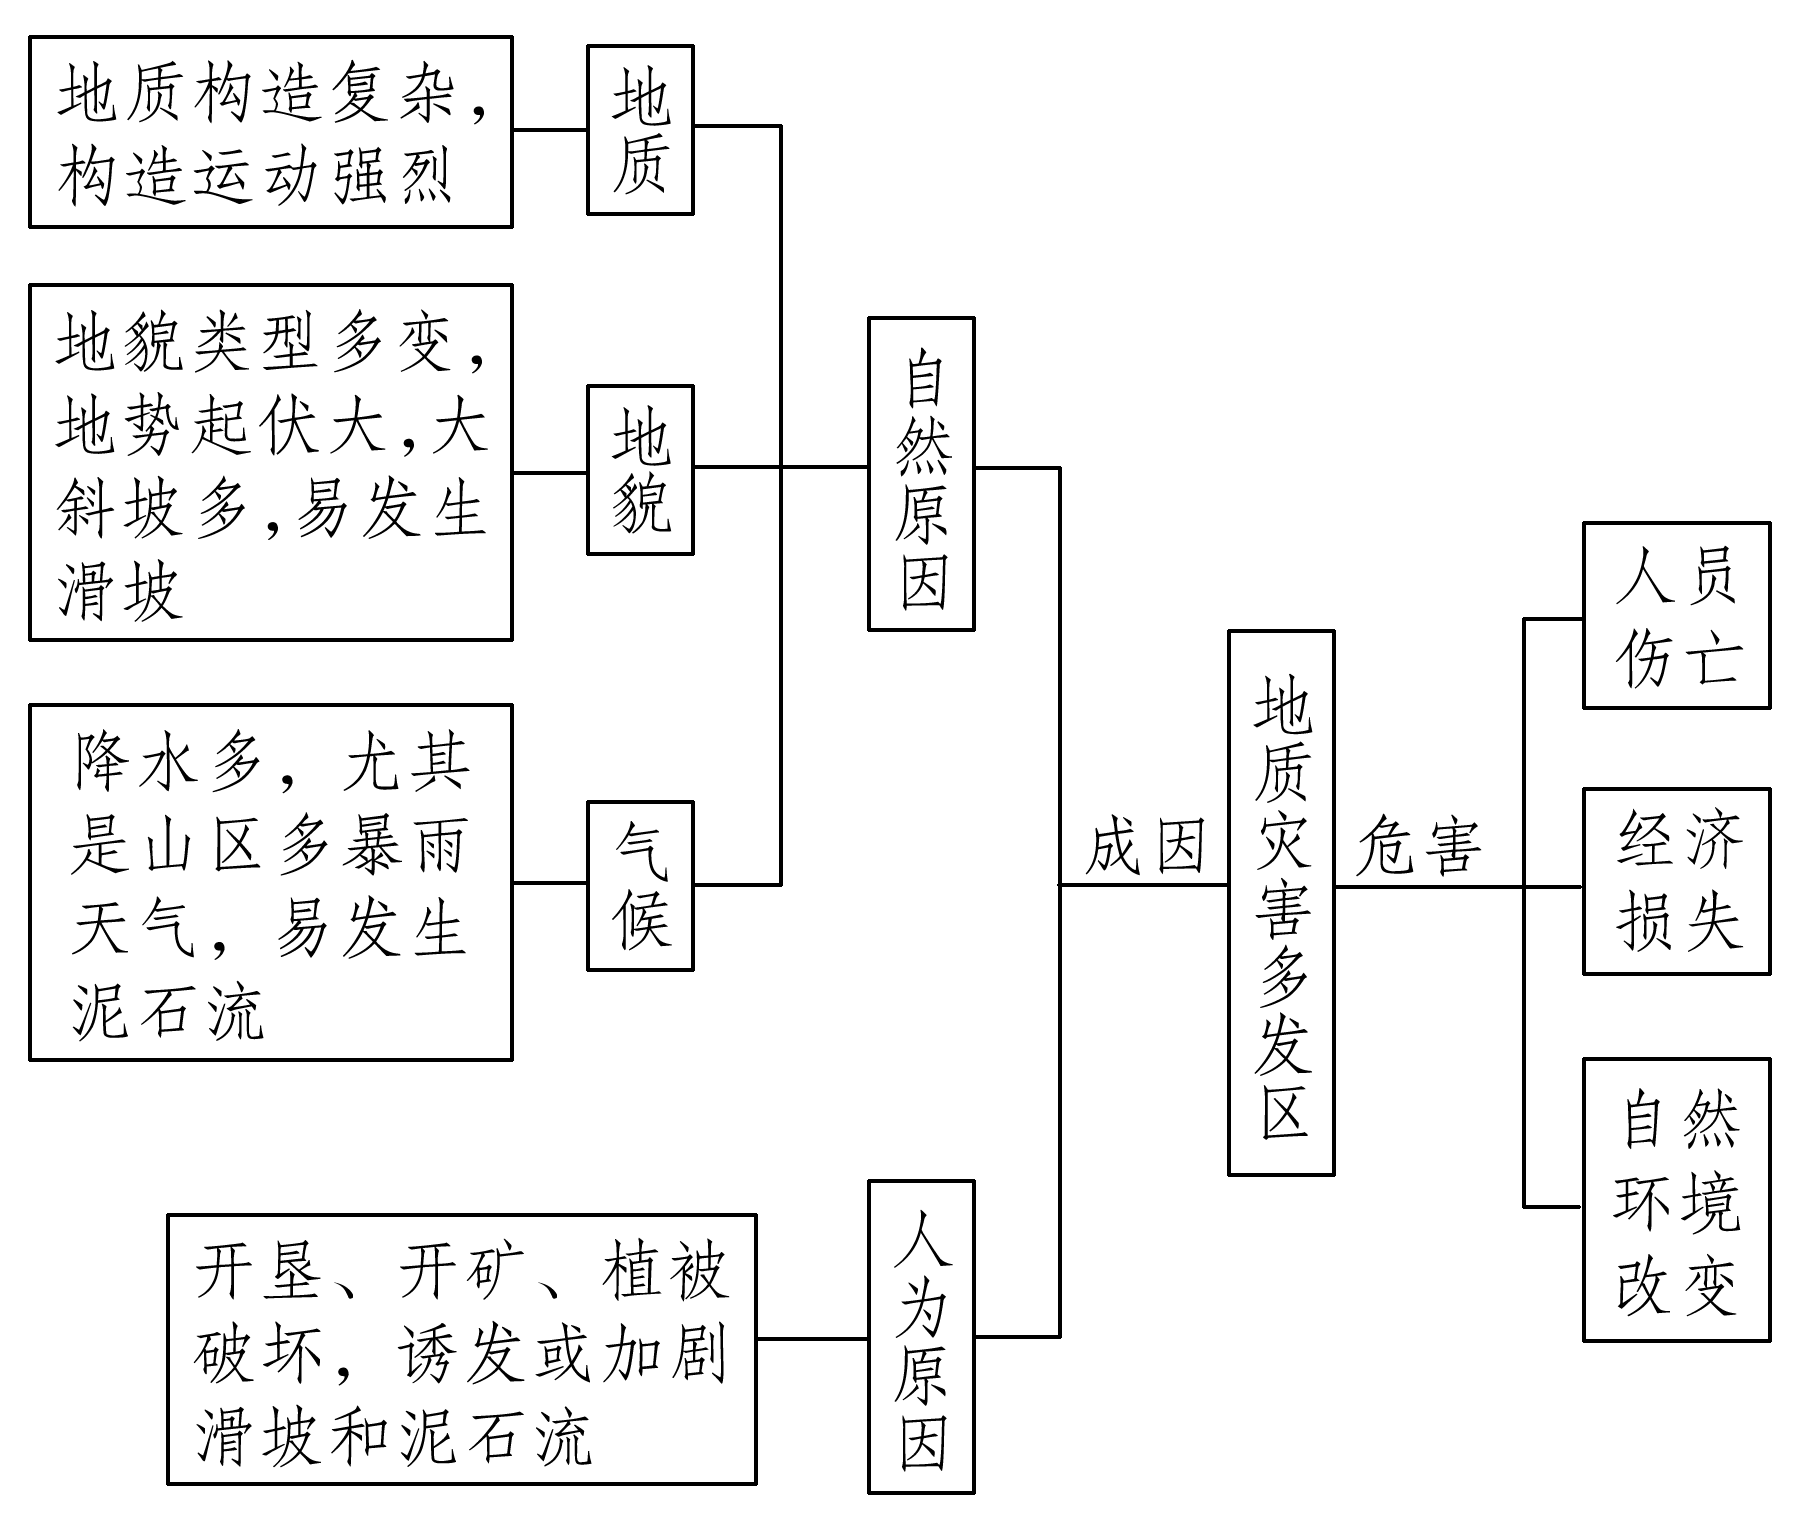 地质构造复杂，
构造运动强烈
地质
地貌类型多变，
地势起伏大，大
斜坡多，易发生
滑坡
地貌
降水多，尤其
是山区多暴雨
天气，易发生
泥石流
气候
自然原因
开垦、开矿、植被
破坏，诱发或加剧
滑坡和泥石流
人为原因
成因
地质灾害多发区
危害
人员
伤亡
经济
损失
自然
环境
改变